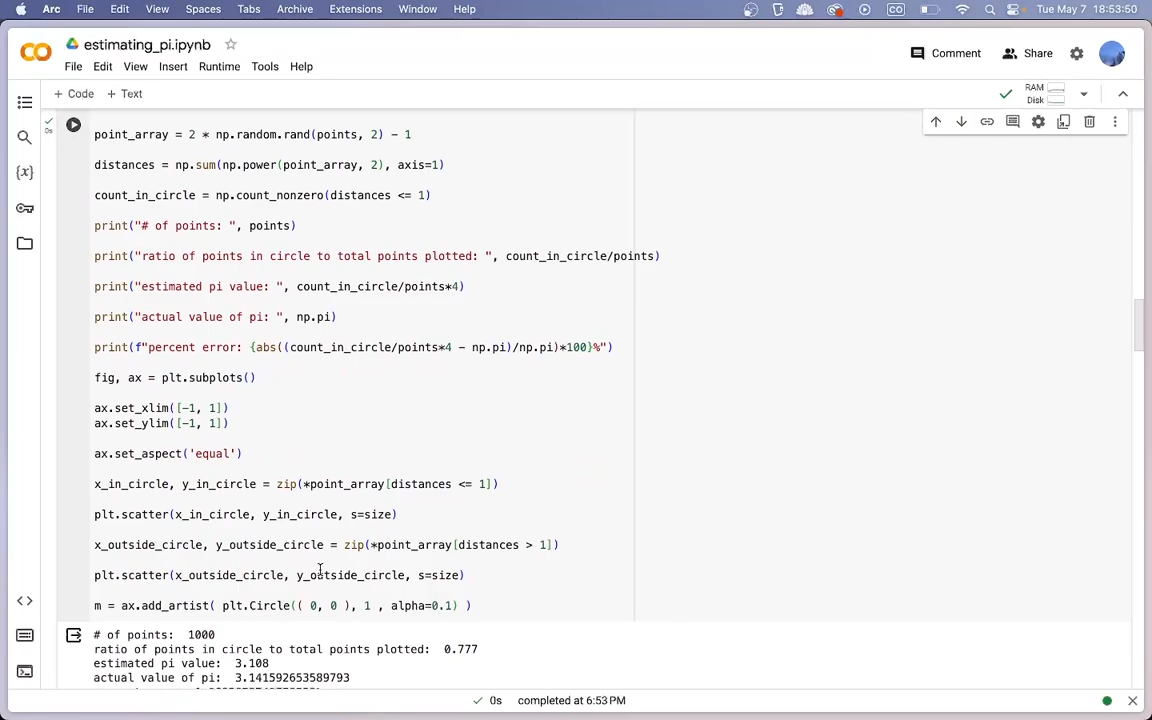 Arc File Edit View Spaces Tabs Archive Extensions Window Help Tue May 7 18:53:50
estimating_pi.ipynb
File Edit View Insert Runtime Tools Help
Comment Share
+ Code + Text
RAM
Disk
0s
point_array = 2 * np.random.rand(points, 2) - 1
distances = np.sum(np.power(point_array, 2), axis=1)
count_in_circle = np.count_nonzero(distances <= 1)
print("# of points: ", points)
print("ratio of points in circle to total points plotted: ", count_in_circle/points)
print("estimated pi value: ", count_in_circle/points*4)
print("actual value of pi: ", np.pi)
print(f"percent error: {abs((count_in_circle/points*4 - np.pi)/np.pi)*100}%")
fig, ax = plt.subplots()
ax.set_xlim([-1, 1])
ax.set_ylim([-1, 1])
ax.set_aspect('equal')
x_in_circle, y_in_circle = zip(*point_array[distances <= 1])
plt.scatter(x_in_circle, y_in_circle, s=size)
x_outside_circle, y_outside_circle = zip(*point_array[distances > 1])
plt.scatter(x_outside_circle, y_outside_circle, s=size)
m = ax.add_artist( plt.Circle(( 0, 0 ), 1 , alpha=0.1) )
# of points: 1000
ratio of points in circle to total points plotted: 0.777
estimated pi value: 3.108
actual value of pi: 3.141592653589793
0s completed at 6:53 PM